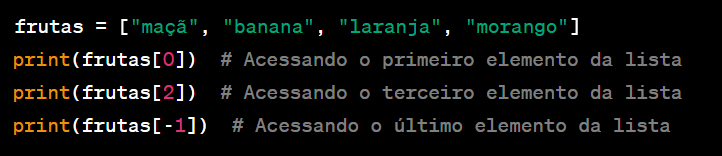 frutas = ["maçã", "banana", "laranja", "morango"]
print(frutas[0])  # Acessando o primeiro elemento da lista
print(frutas[2])  # Acessando o terceiro elemento da lista
print(frutas[-1])  # Acessando o último elemento da lista